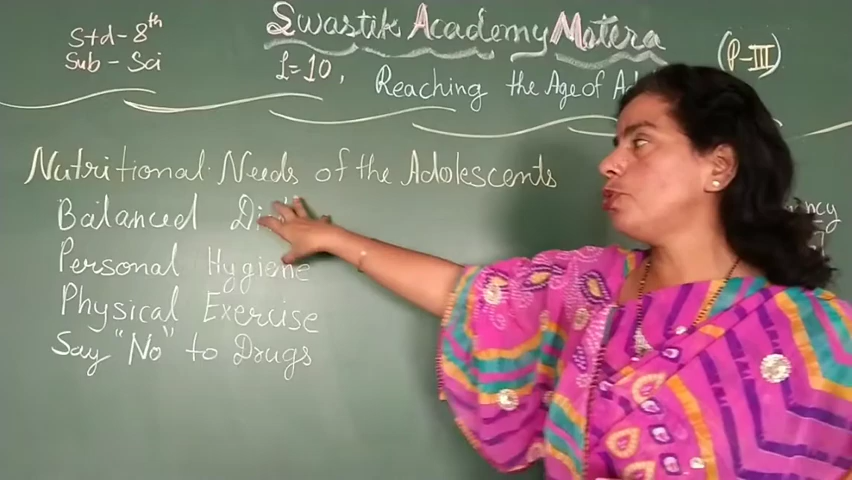 Std-8th
Sub-Sci
Swastik Academy Matera
L=10, Reaching the Age of
(P-III)
Nutritional Needs of the Adolescents
Balanced
Personal Hygiene
Physical Exercise
Say "No" to Drugs